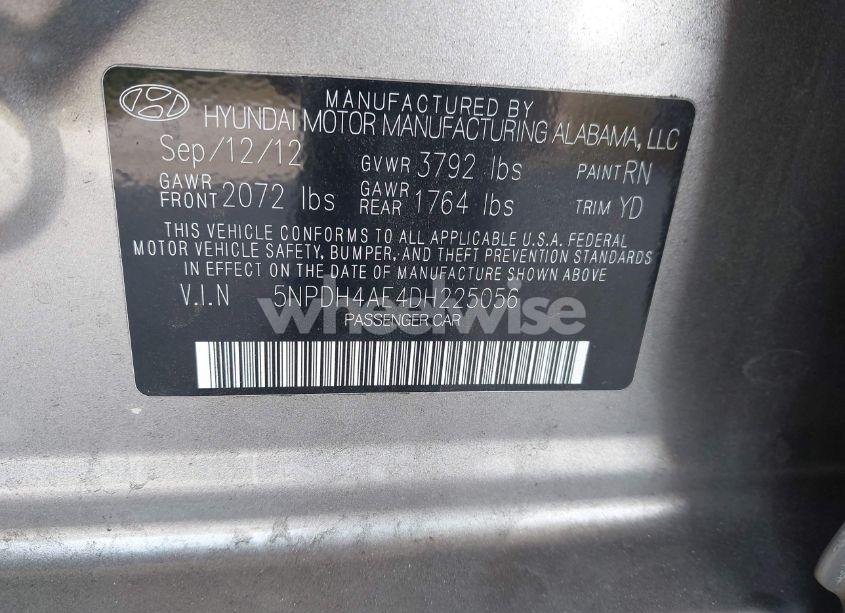 MANUFACTURED BY
HYUNDAI MOTOR MANUFACTURING ALABAMA, LLC
Sep/12/12 GVWR 3792 lbs PAINT RN
GAWR FRONT 2072 lbs GAWR REAR 1764 lbs TRIM YD
THIS VEHICLE CONFORMS TO ALL APPLICABLE U.S.A. FEDERAL
MOTOR VEHICLE SAFETY, BUMPER, AND THEFT PREVENTION STANDARDS
IN EFFECT ON THE DATE OF MANUFACTURE SHOWN ABOVE.
V.I.N 5NPDH4AE4DH225056
wheelwise
PASSENGER CAR